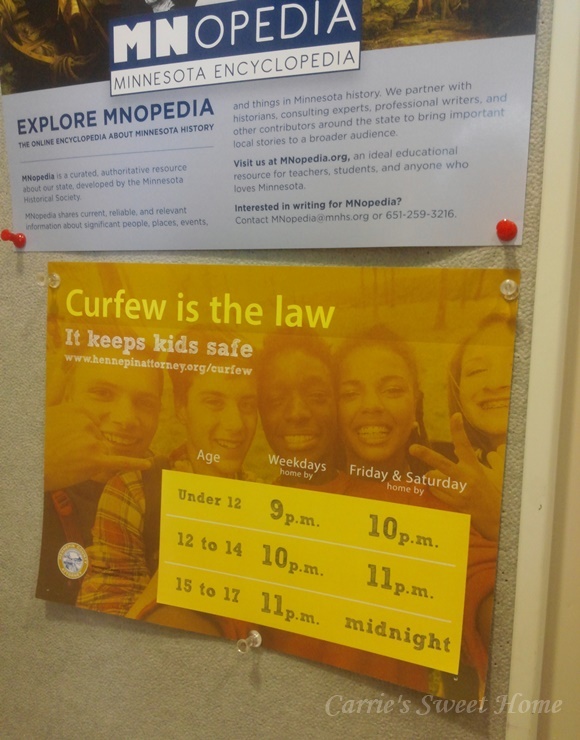 MNOPEDIA
MINNESOTA ENCYCLOPEDIA
EXPLORE MNOPEDIA
THE ONLINE ENCYCLOPEDIA ABOUT MINNESOTA HISTORY
MNopedia is a curated, authoritative resource
about our state, developed by the Minnesota
Historical Society.
MNopedia shares current, reliable, and relevant
information about significant people, places, events,
and things in Minnesota history. We partner with
historians, consulting experts, professional writers, and
other contributors around the state to bring important
local stories to a broader audience.
Visit us at MNopedia.org, an ideal educational
resource for teachers, students, and anyone who
loves Minnesota.
Interested in writing for MNopedia?
Contact MNopedia@mnhs.org or 651-259-3216.
Curfew is the law
It keeps kids safe
www.hennepinattorney.org/curfew
Age Weekdays Friday & Saturday
home by home by
Under 12 9p.m. 10p.m.
12 to 14 10p.m. 11p.m.
15 to 17 11p.m. midnight
Carrie's Sweet Home